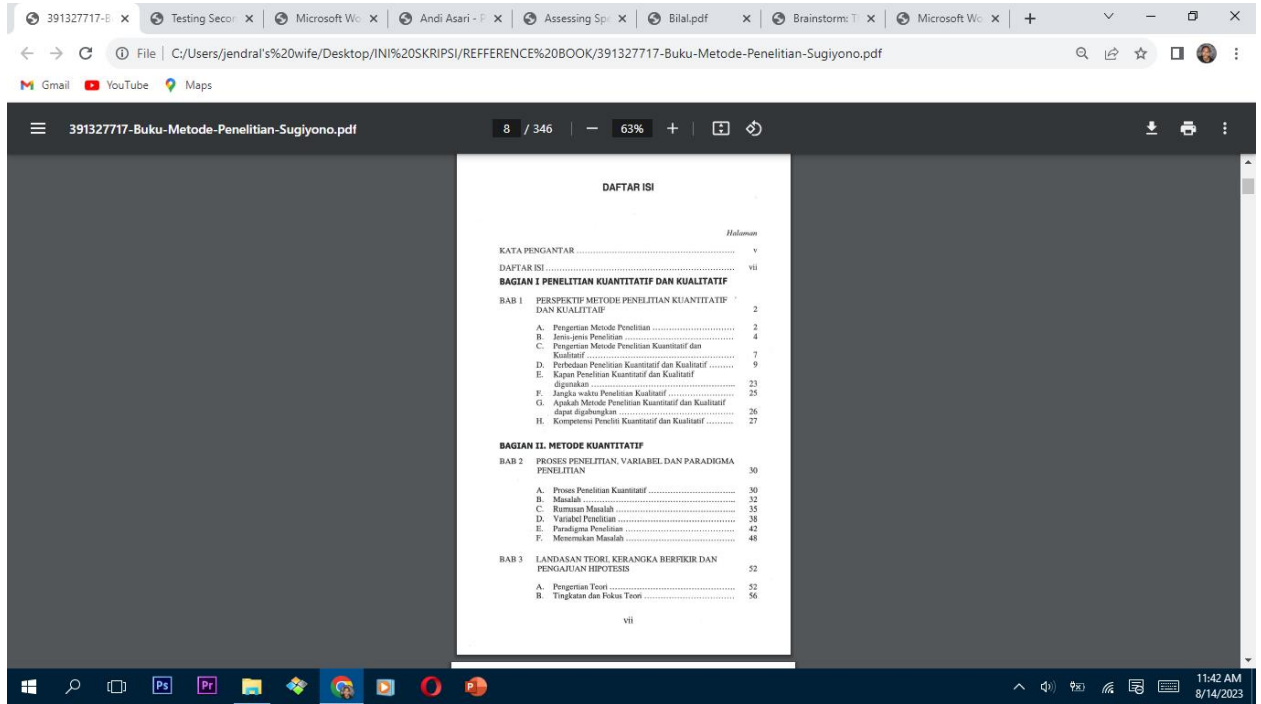 391327717-B
Testing Secon
Microsoft Wo
Andi Asari - P
Assessing Spe
Bilal.pdf
Brainstorm: T
Microsoft Wo
File | C:/Users/jendral's%20wife/Desktop/INI%20SKRIPSI/REFFERENCE%20BOOK/391327717-Buku-Metode-Penelitian-Sugiyono.pdf
Gmail YouTube Maps
391327717-Buku-Metode-Penelitian-Sugiyono.pdf 8 / 346 | − 63% + |
DAFTAR ISI
Halaman
KATA PENGANTAR ................................................................ v
DAFTAR ISI ........................................................................... vii
BAGIAN I PENELITIAN KUANTITATIF DAN KUALITATIF
BAB 1 PERSPEKTIF METODE PENELITIAN KUANTITATIF
DAN KUALITTAIF 2
A. Pengertian Metode Penelitian .............................. 2
B. Jenis-jenis Penelitian ........................................ 4
C. Pengertian Metode Penelitian Kuantitatif dan
Kualitatif ...................................................... 7
D. Perbedaan Penelitian Kuantitatif dan Kualitatif ......... 9
E. Kapan Penelitian Kuantitatif dan Kualitatif
digunakan ..................................................... 23
F. Jangka waktu Penelitian Kualitatif ........................ 25
G. Apakah Metode Penelitian Kuantitatif dan Kualitatif
dapat digabungkan .......................................... 26
H. Kompetensi Peneliti Kuantitatif dan Kualitatif .......... 27
BAGIAN II. METODE KUANTITATIF
BAB 2 PROSES PENELITIAN, VARIABEL DAN PARADIGMA
PENELITIAN 30
A. Proses Penelitian Kuantitatif ................................ 30
B. Masalah ........................................................ 32
C. Rumusan Masalah ............................................ 35
D. Variabel Penelitian ........................................... 38
E. Paradigma Penelitian ........................................ 42
F. Menemukan Masalah ........................................ 48
BAB 3 LANDASAN TEORI, KERANGKA BERFIKIR DAN
PENGAJUAN HIPOTESIS 52
A. Pengertian Teori .............................................. 52
B. Tingkatan dan Fokus Teori ................................. 56
vii
Ps Pr
11:42 AM
8/14/2023